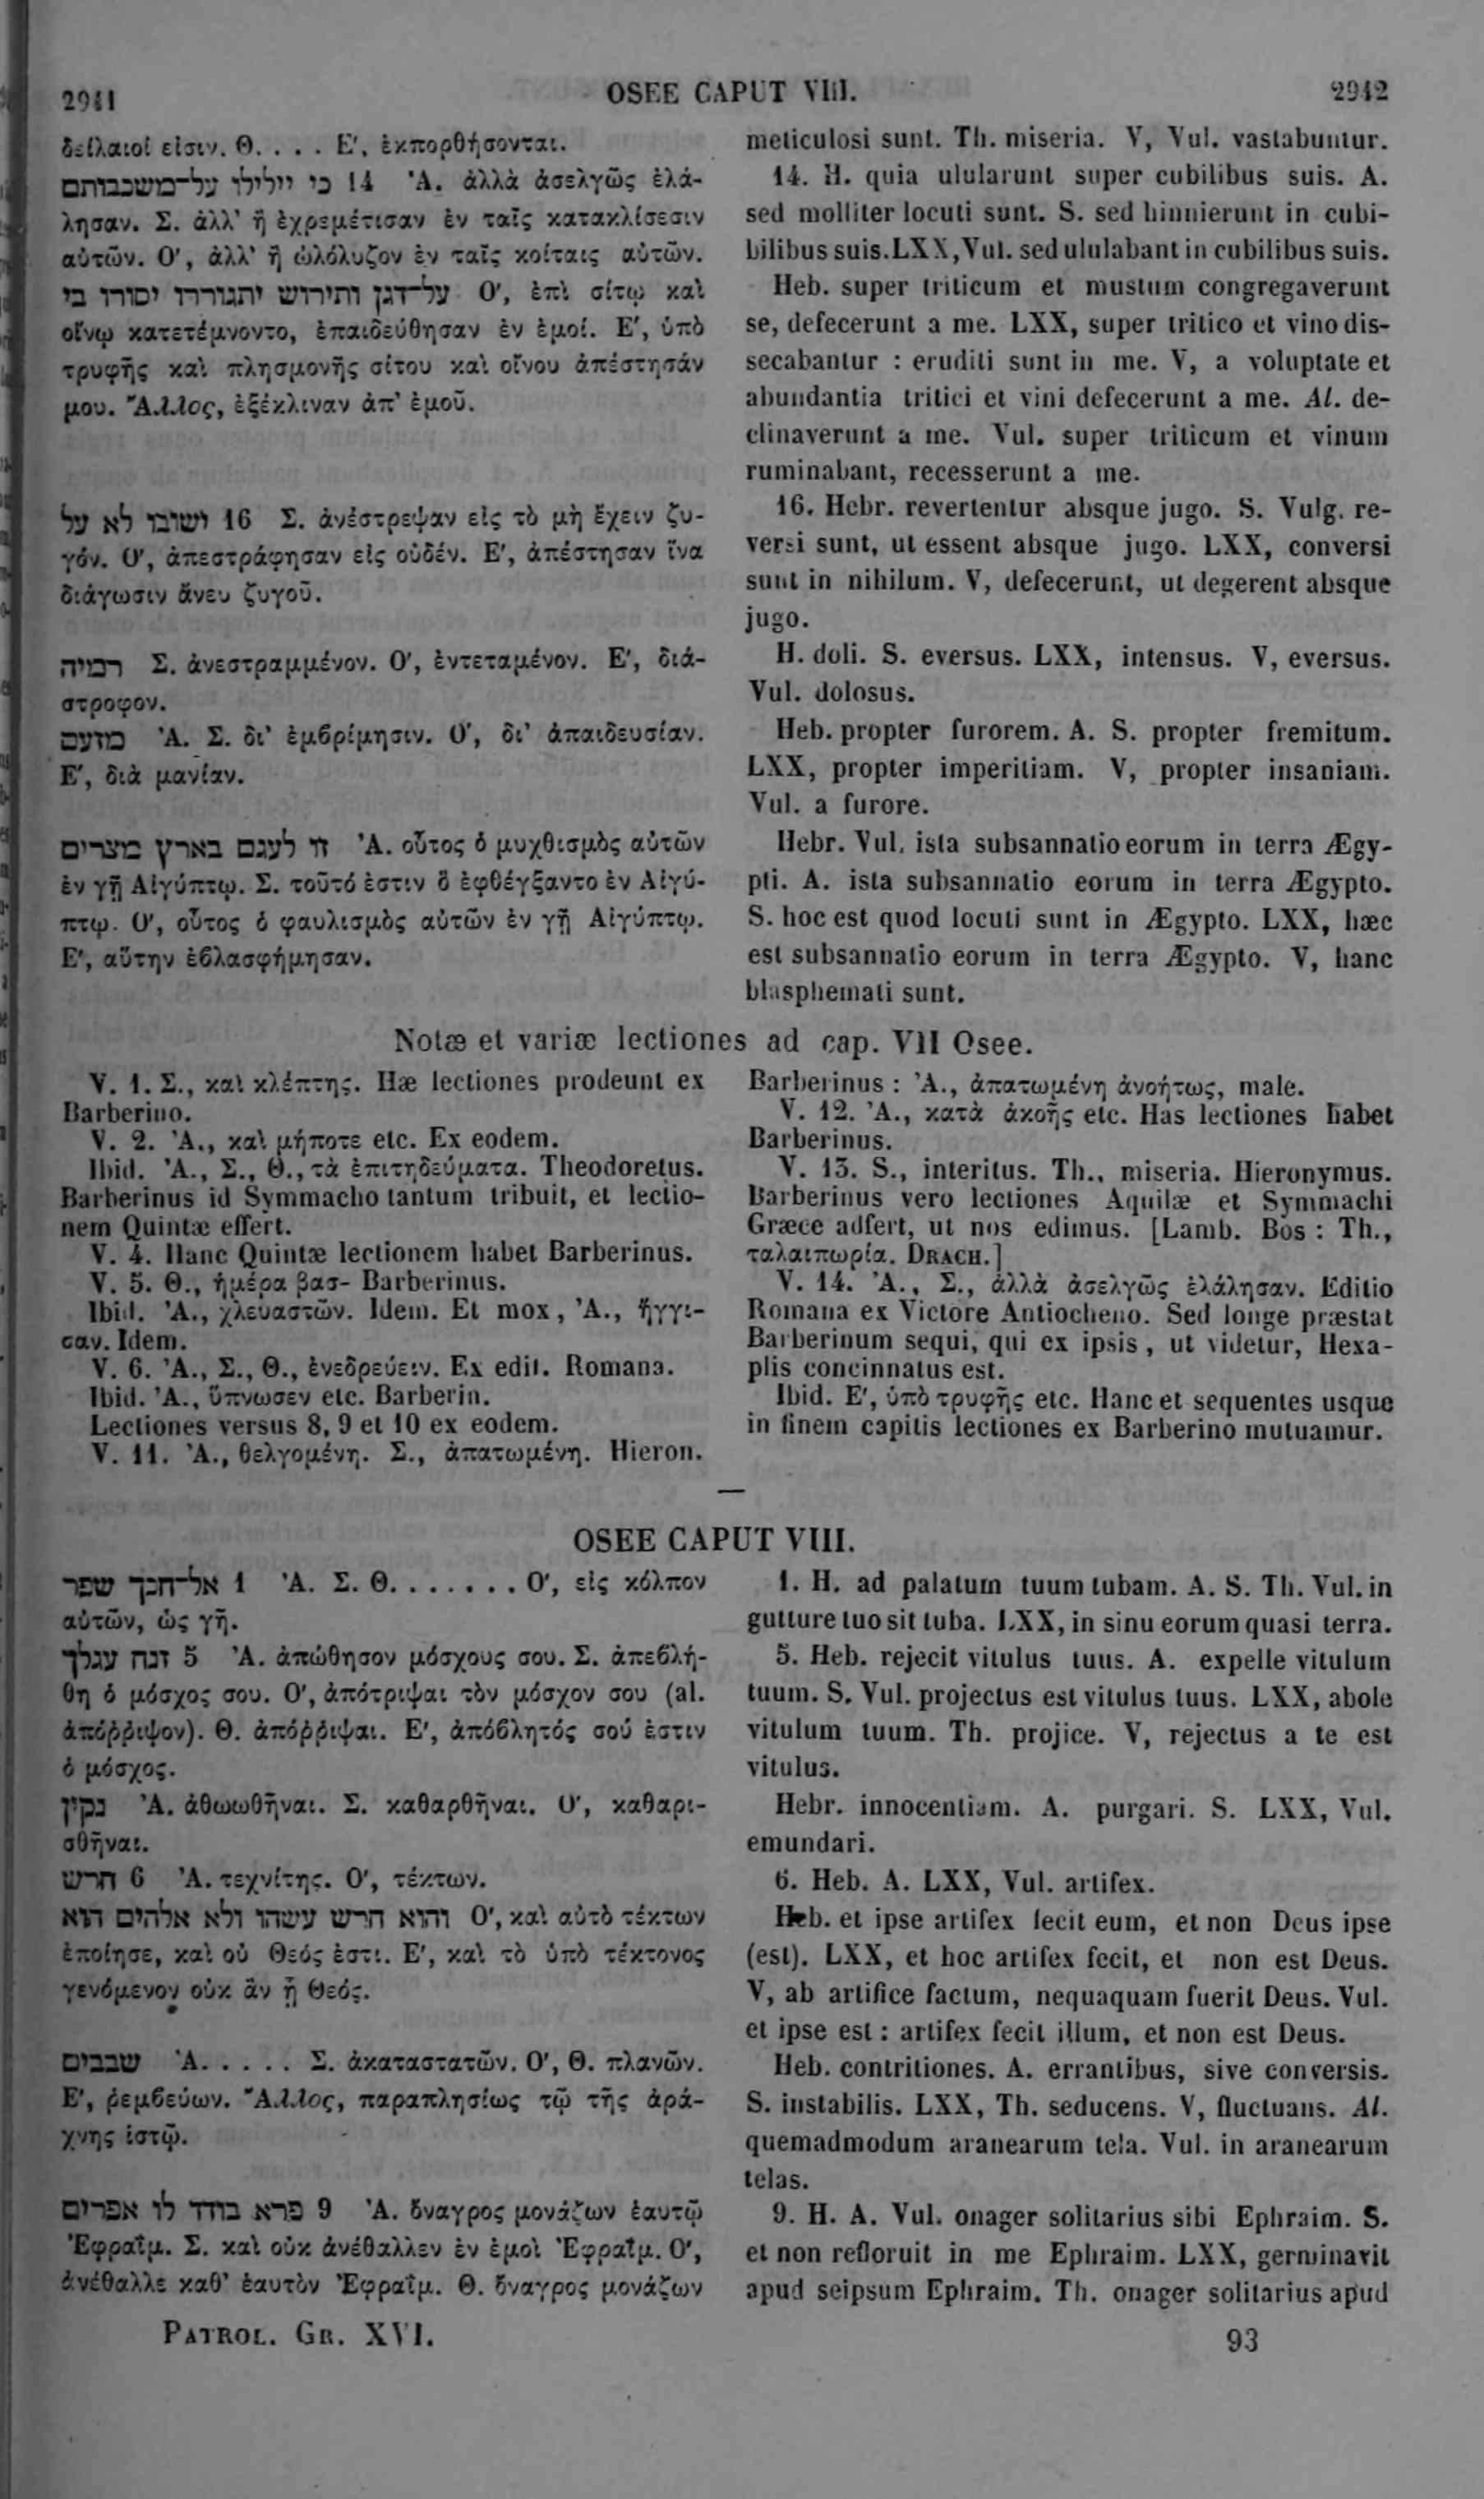 2941
OSEE CAPUT VIII.
2942
δείλαιοί εἰσιν. Θ. . . . Ε', ἐκπορθήσονται.
כי יילילו על־משכבותם 14 Ἀ. ἀλλὰ ἀσελγῶς ἐλά-
λησαν. Σ. ἀλλ' ἢ ἐχρεμέτισαν ἐν ταῖς κατακλίσεσιν
αὐτῶν. Ο', ἀλλ' ἢ ὠλόλυζον ἐν ταῖς κοίταις αὐτῶν.
על־דגן ותירוש יתגוררו יסורו בי Ο', ἐπὶ σίτῳ καὶ
οἴνῳ κατετέμνοντο, ἐπαιδεύθησαν ἐν ἐμοί. Ε', ὑπὸ
τρυφῆς καὶ πλησμονῆς σίτου καὶ οἴνου ἀπέστησάν
μου. Ἄλλος, ἐξέκλιναν ἀπ' ἐμοῦ.
ישובו לא על 16 Σ. ἀνέστρεψαν εἰς τὸ μὴ ἔχειν ζυ-
γόν. Ο', ἀπεστράφησαν εἰς οὐδέν. Ε', ἀπέστησαν ἵνα
διάγωσιν ἄνευ ζυγοῦ.
רמיה Σ. ἀνεστραμμένον. Ο', ἐντεταμένον. Ε', διά-
στροφον.
מזעם Ἀ. Σ. δι' ἐμβρίμησιν. Ο', δι' ἀπαιδευσίαν.
Ε', διὰ μανίαν.
זו לעגם בארץ מצרים Ἀ. οὗτος ὁ μυχθισμὸς αὐτῶν
ἐν γῇ Αἰγύπτῳ. Σ. τοῦτό ἐστιν ὃ ἐφθέγξαντο ἐν Αἰγύ-
πτῳ. Ο', οὗτος ὁ φαυλισμὸς αὐτῶν ἐν γῇ Αἰγύπτῳ.
Ε', αὕτην ἐβλασφήμησαν.
meticulosi sunt. Th. miseria. V, Vul. vastabuntur.
14. H. quia ulularunt super cubilibus suis. A.
sed molliter locuti sunt. S. sed hinnierunt in cubi-
bilibus suis. LXX, Vul. sed ululabant in cubilibus suis.
Heb. super triticum et mustum congregaverunt
se, defecerunt a me. LXX, super tritico et vino dis-
secabantur : eruditi sunt in me. V, a voluptate et
abundantia tritici et vini defecerunt a me. Al. de-
clinaverunt a me. Vul. super triticum et vinum
ruminabant, recesserunt a me.
16. Hebr. revertentur absque jugo. S. Vulg. re-
versi sunt, ut essent absque jugo. LXX, conversi
sunt in nihilum. V, defecerunt, ut degerent absque
jugo.
H. doli. S. eversus. LXX, intensus. V, eversus.
Vul. dolosus.
Heb. propter furorem. A. S. propter fremitum.
LXX, propter imperitiam. V, propter insaniam.
Vul. a furore.
Hebr. Vul. ista subsannatio eorum in terra Ægy-
pti. A. ista subsannatio eorum in terra Ægypto.
S. hoc est quod locuti sunt in Ægypto. LXX, hæc
est subsannatio eorum in terra Ægypto. V, hanc
blasphemati sunt.
Notæ et variæ lectiones ad cap. VII Osee.
V. 1. Σ., καὶ κλέπτης. Hæ lectiones prodeunt ex
Barberino.
V. 2. Ἀ., καὶ μήποτε etc. Ex eodem.
Ibid. Ἀ., Σ., Θ., τὰ ἐπιτηδεύματα. Theodoretus.
Barberinus id Symmacho tantum tribuit, et lectio-
nem Quintæ effert.
V. 4. Hanc Quintæ lectionem habet Barberinus.
V. 5. Θ., ἡμέρα βασ- Barberinus.
Ibid. Ἀ., χλευαστῶν. Idem. Et mox, Ἀ., ἤγγι-
σαν. Idem.
V. 6. Ἀ., Σ., Θ., ἐνεδρεύειν. Ex edit. Romana.
Ibid. Ἀ., ὕπνωσεν etc. Barberin.
Lectiones versus 8, 9 et 10 ex eodem.
V. 11. Ἀ., θελγομένη. Σ., ἀπατωμένη. Hieron.
Barberinus : Ἀ., ἀπατωμένη ἀνοήτως, male.
V. 12. Ἀ., κατὰ ἀκοῆς etc. Has lectiones habet
Barberinus.
V. 13. S., interitus. Th., miseria. Hieronymus.
Barberinus vero lectiones Aquilæ et Symmachi
Græce adfert, ut nos edimus. [Lamb. Bos : Th.,
ταλαιπωρία. DRACH.]
V. 14. Ἀ., Σ., ἀλλὰ ἀσελγῶς ἐλάλησαν. Editio
Romana ex Victore Antiocheno. Sed longe præstat
Barberinum sequi, qui ex ipsis, ut videtur, Hexa-
plis concinnatus est.
Ibid. Ε', ὑπὸ τρυφῆς etc. Hanc et sequentes usque
in finem capitis lectiones ex Barberino mutuamur.
OSEE CAPUT VIII.
אל־חכך שפר 1 Ἀ. Σ. Θ. . . . . . . Ο', εἰς κόλπον
αὐτῶν, ὡς γῆ.
זנח עגלך 5 Ἀ. ἀπώθησον μόσχους σου. Σ. ἀπεβλή-
θη ὁ μόσχος σου. Ο', ἀπότριψαι τὸν μόσχον σου (al.
ἀπόῤῥιψον). Θ. ἀπόῤῥιψαι. Ε', ἀπόβλητός σού ἐστιν
ὁ μόσχος.
נקין Ἀ. ἀθωωθῆναι. Σ. καθαρθῆναι. Ο', καθαρι-
σθῆναι.
חרש 6 Ἀ. τεχνίτης. Ο', τέκτων.
והוא חרש עשהו ולא אלהים הוא Ο', καὶ αὐτὸ τέκτων
ἐποίησε, καὶ οὐ Θεός ἐστι. Ε', καὶ τὸ ὑπὸ τέκτονος
γενόμενον οὐκ ἂν ᾖ Θεός.
שבבים Ἀ. . . . . Σ. ἀκαταστατῶν. Ο', Θ. πλανῶν.
Ε', ῥεμβεύων. Ἄλλος, παραπλησίως τῷ τῆς ἀρά-
χνης ἱστῷ.
פרא בודד לו אפרים 9 Ἀ. ὄναγρος μονάζων ἑαυτῷ
Ἐφραΐμ. Σ. καὶ οὐκ ἀνέθαλλεν ἐν ἐμοὶ Ἐφραΐμ. Ο',
ἀνέθαλλε καθ' ἑαυτὸν Ἐφραΐμ. Θ. ὄναγρος μονάζων
1. H. ad palatum tuum tubam. A. S. Th. Vul. in
gutture tuo sit tuba. LXX, in sinu eorum quasi terra.
5. Heb. rejecit vitulus tuus. A. expelle vitulum
tuum. S. Vul. projectus est vitulus tuus. LXX, abole
vitulum tuum. Th. projice. V, rejectus a te est
vitulus.
Hebr. innocentiam. A. purgari. S. LXX, Vul.
emundari.
6. Heb. A. LXX, Vul. artifex.
Heb. et ipse artifex fecit eum, et non Deus ipse
(est). LXX, et hoc artifex fecit, et non est Deus.
V, ab artifice factum, nequaquam fuerit Deus. Vul.
et ipse est : artifex fecit illum, et non est Deus.
Heb. contritiones. A. errantibus, sive conversis.
S. instabilis. LXX, Th. seducens. V, fluctuans. Al.
quemadmodum aranearum tela. Vul. in aranearum
telas.
9. H. A. Vul. onager solitarius sibi Ephraim. S.
et non refloruit in me Ephraim. LXX, germinavit
apud seipsum Ephraim. Th. onager solitarius apud
PATROL. GR. XVI.
93